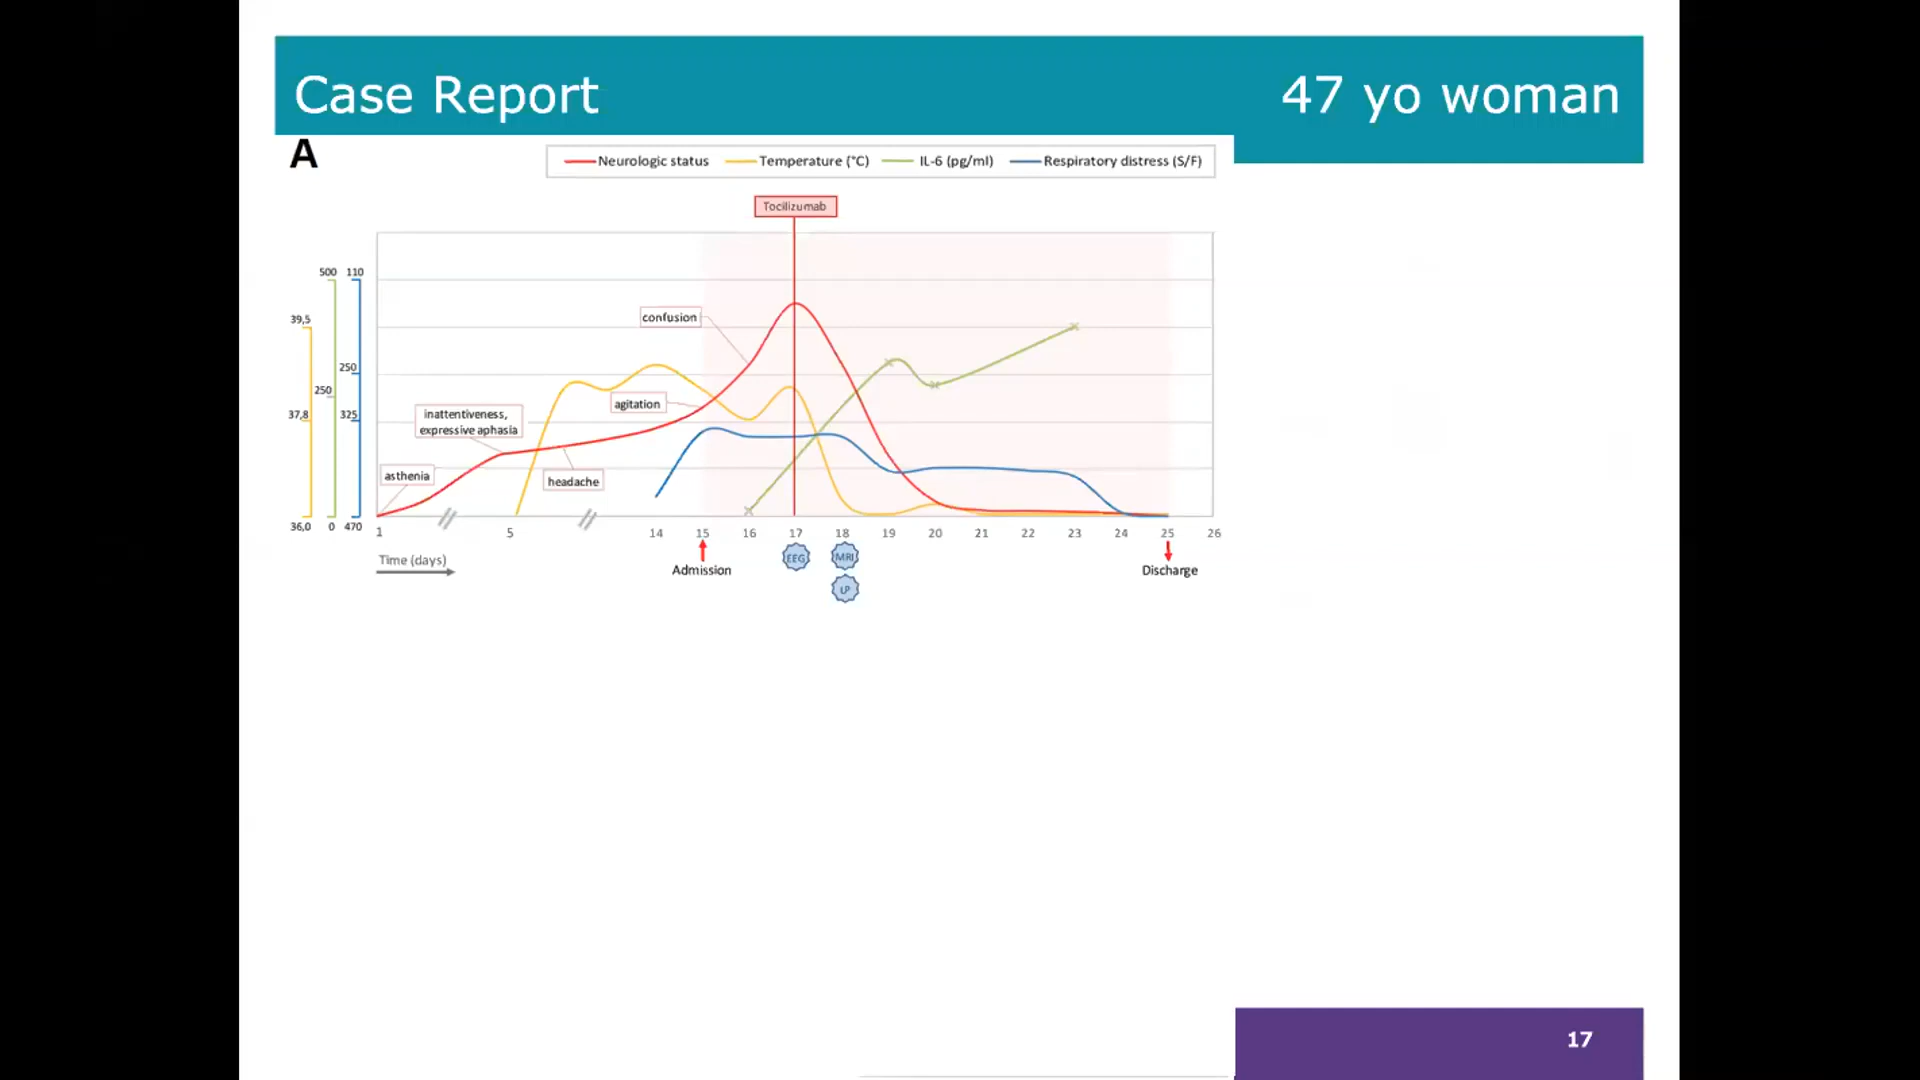 Case Report
47 yo woman
A
Neurologic status
Temperature (°C)
IL-6 (pg/ml)
Respiratory distress (S/F)
Tocilizumab
500
110
39,5
confusion
250
250
37,8
325
agitation
inattentiveness,
expressive aphasia
asthenia
headache
36,0
0
470
1
5
14
15
16
17
18
19
20
21
22
23
24
25
26
Time (days)
Admission
EEG
MRI
LP
Discharge
17